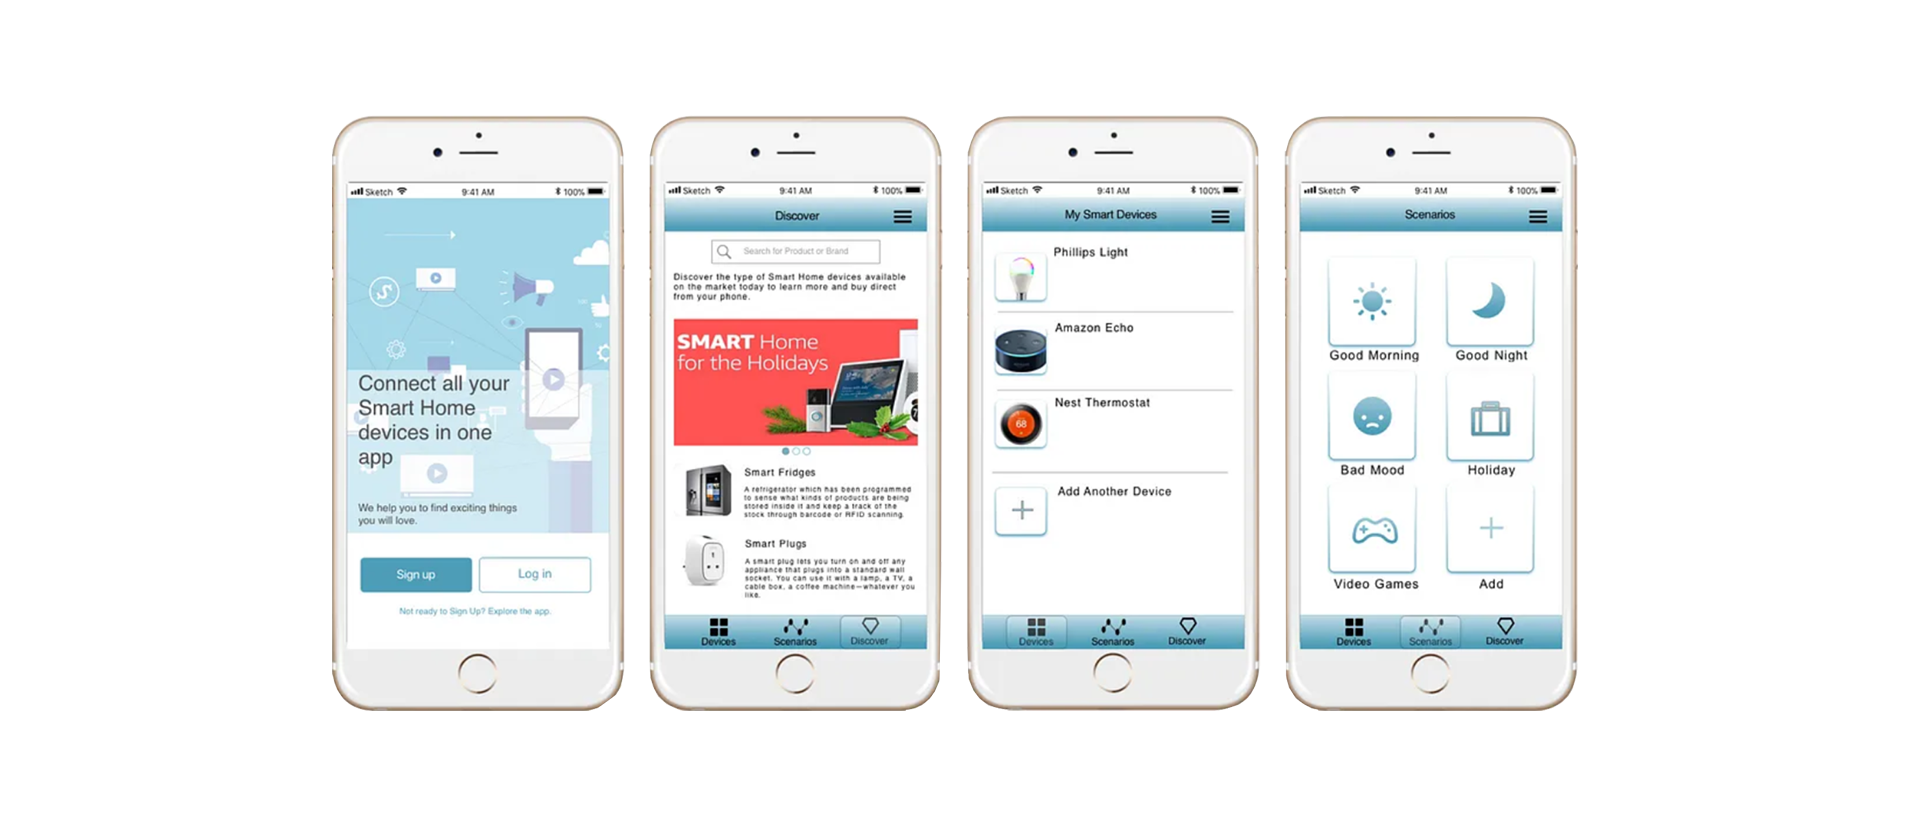 Sketch
9:41 AM
100%
Connect all your
Smart Home
devices in one
app
We help you to find exciting things
you will love.
Sign up
Log in
Not ready to Sign Up? Explore the app.
Sketch
9:41 AM
100%
Discover
Search for Product or Brand
Discover the type of Smart Home devices available
on the market today to learn more and buy direct
from your phone.
SMART Home
for the Holidays
Smart Fridges
A refrigerator which has been programmed
to sense what kinds of products are being
stored inside it and keep a track of the
stock through barcode or RFID scanning.
Smart Plugs
A smart plug lets you turn on and off any
appliance that plugs into a standard wall
socket. You can use it with a lamp, a TV, a
cable box, a coffee machine—whatever you
like.
Devices
Scenarios
Discover
Sketch
9:41 AM
100%
My Smart Devices
Phillips Light
Amazon Echo
68
Nest Thermostat
Add Another Device
Devices
Scenarios
Discover
Sketch
9:41 AM
100%
Scenarios
Good Morning
Good Night
Bad Mood
Holiday
Video Games
Add
Devices
Scenarios
Discover